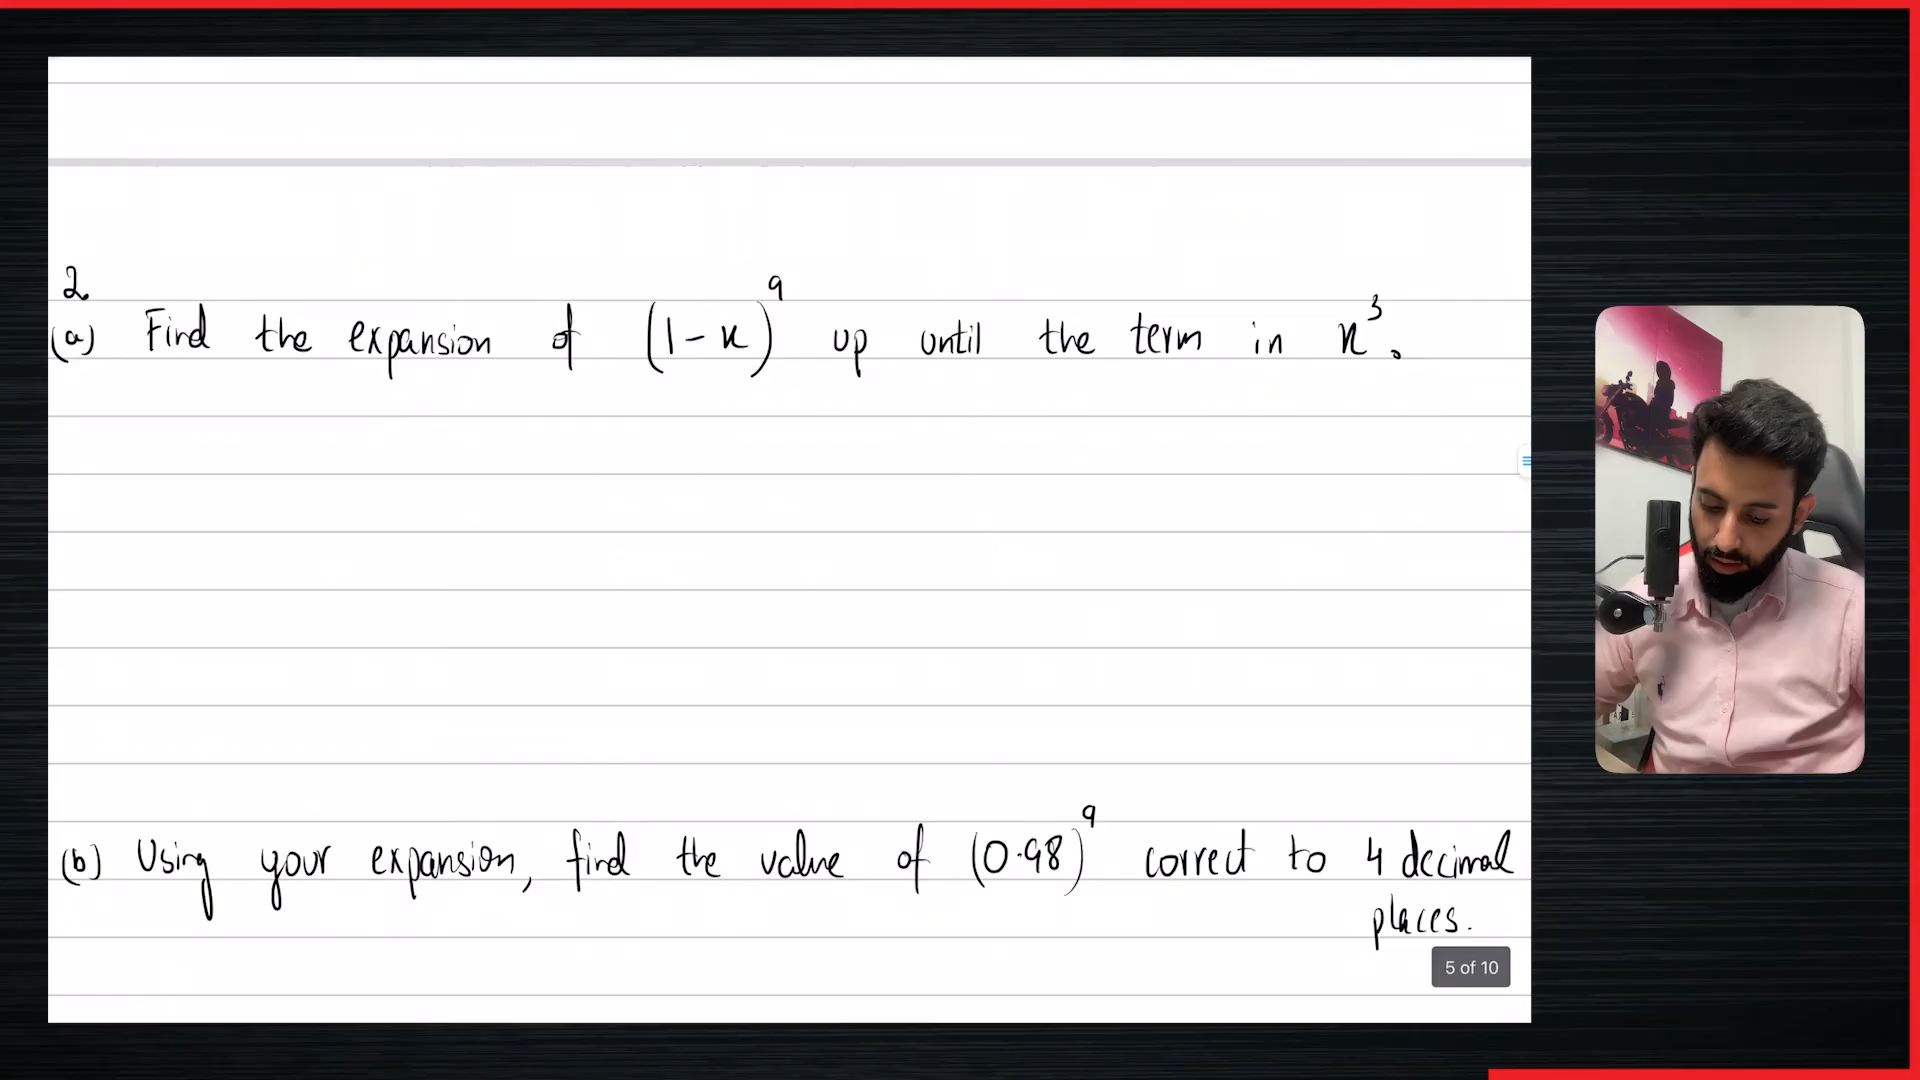 2.
(a) Find the expansion of (1-x)⁹ up until the term in x³.
(b) Using your expansion, find the value of (0.98)⁹ correct to 4 decimal
places.
5 of 10